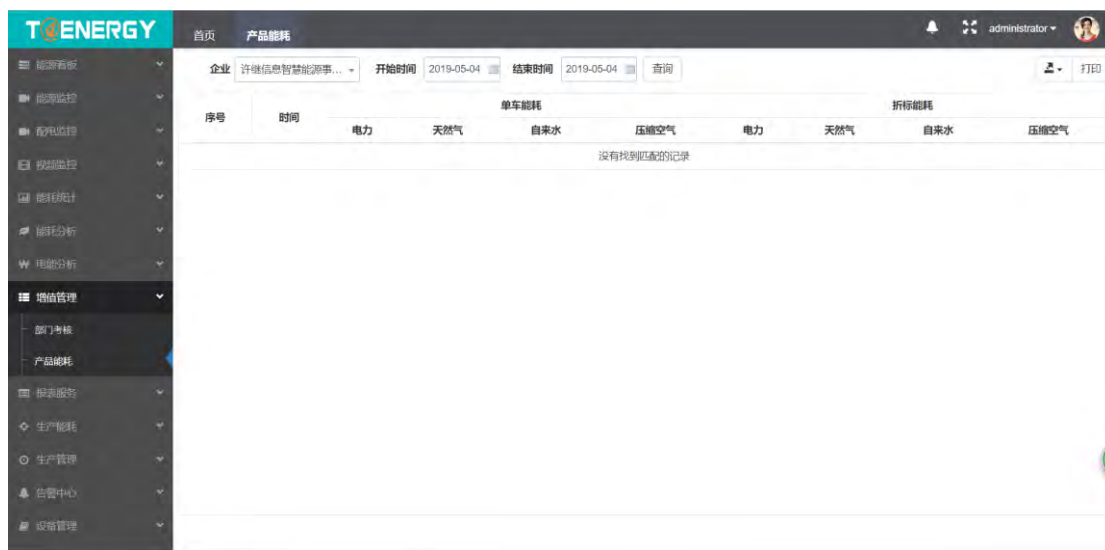 T@ENERGY
首页 产品能耗 administrator
企业 许继信息智慧能源事... 开始时间 2019-05-04 结束时间 2019-05-04 查询 打印
序号 时间 单车能耗 折标能耗
电力 天然气 自来水 压缩空气 电力 天然气 自来水 压缩空气
没有找到匹配的记录
能源看板
能源监控
配电监控
视频监控
能耗统计
能耗分析
电能分析
增值管理
部门考核
产品能耗
报表服务
生产能耗
生产管理
告警中心
设备管理